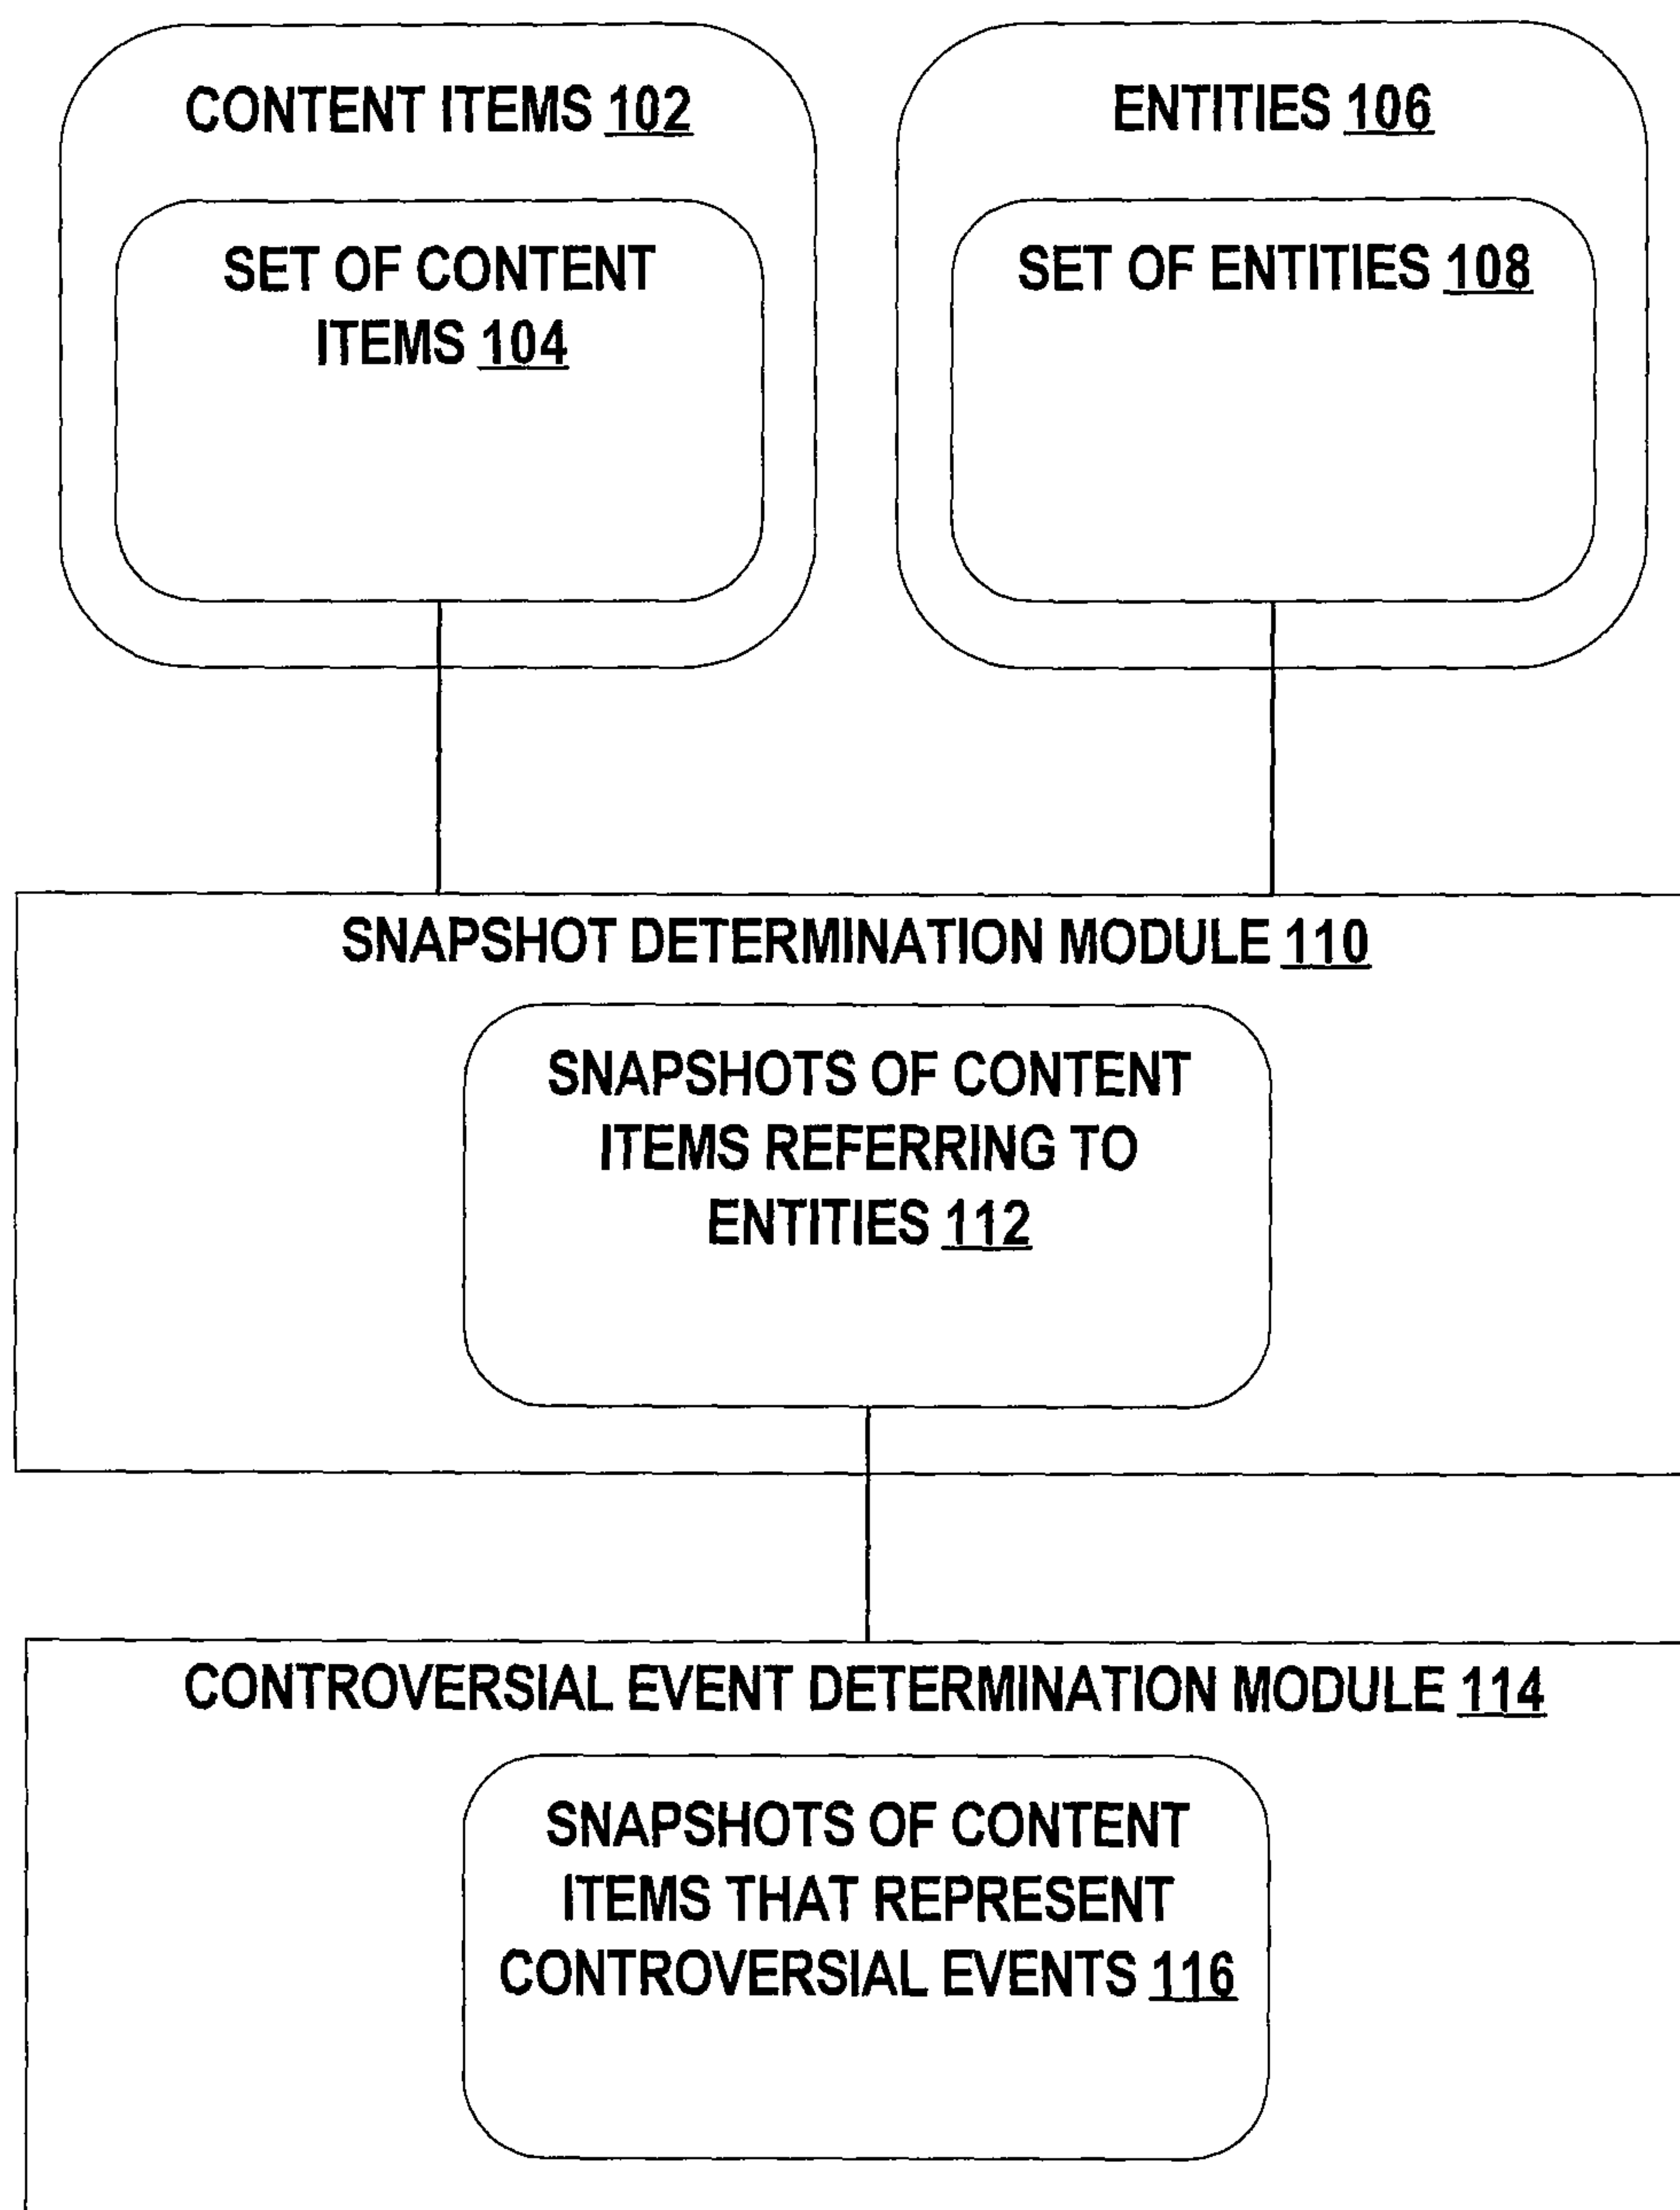 CONTENT ITEMS 102
ENTITIES 106
SET OF CONTENT
ITEMS 104
SET OF ENTITIES 108
SNAPSHOT DETERMINATION MODULE 110
SNAPSHOTS OF CONTENT
ITEMS REFERRING TO
ENTITIES 112
CONTROVERSIAL EVENT DETERMINATION MODULE 114
SNAPSHOTS OF CONTENT
ITEMS THAT REPRESENT
CONTROVERSIAL EVENTS 116